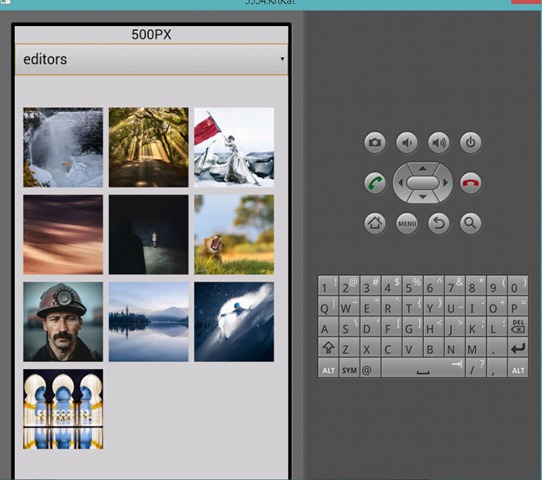 5554:KitKat
500PX
editors
MENU
1 ! 2 @ 3 # 4 $ 5 % 6 ^ 7 & 8 * 9 ( 0 )
Q W E R T { Y } U - I O + P =
A S \ D F [ G ] H < J > K ; L : DEL
Z X C V B N M .
ALT SYM @ / ? , ALT